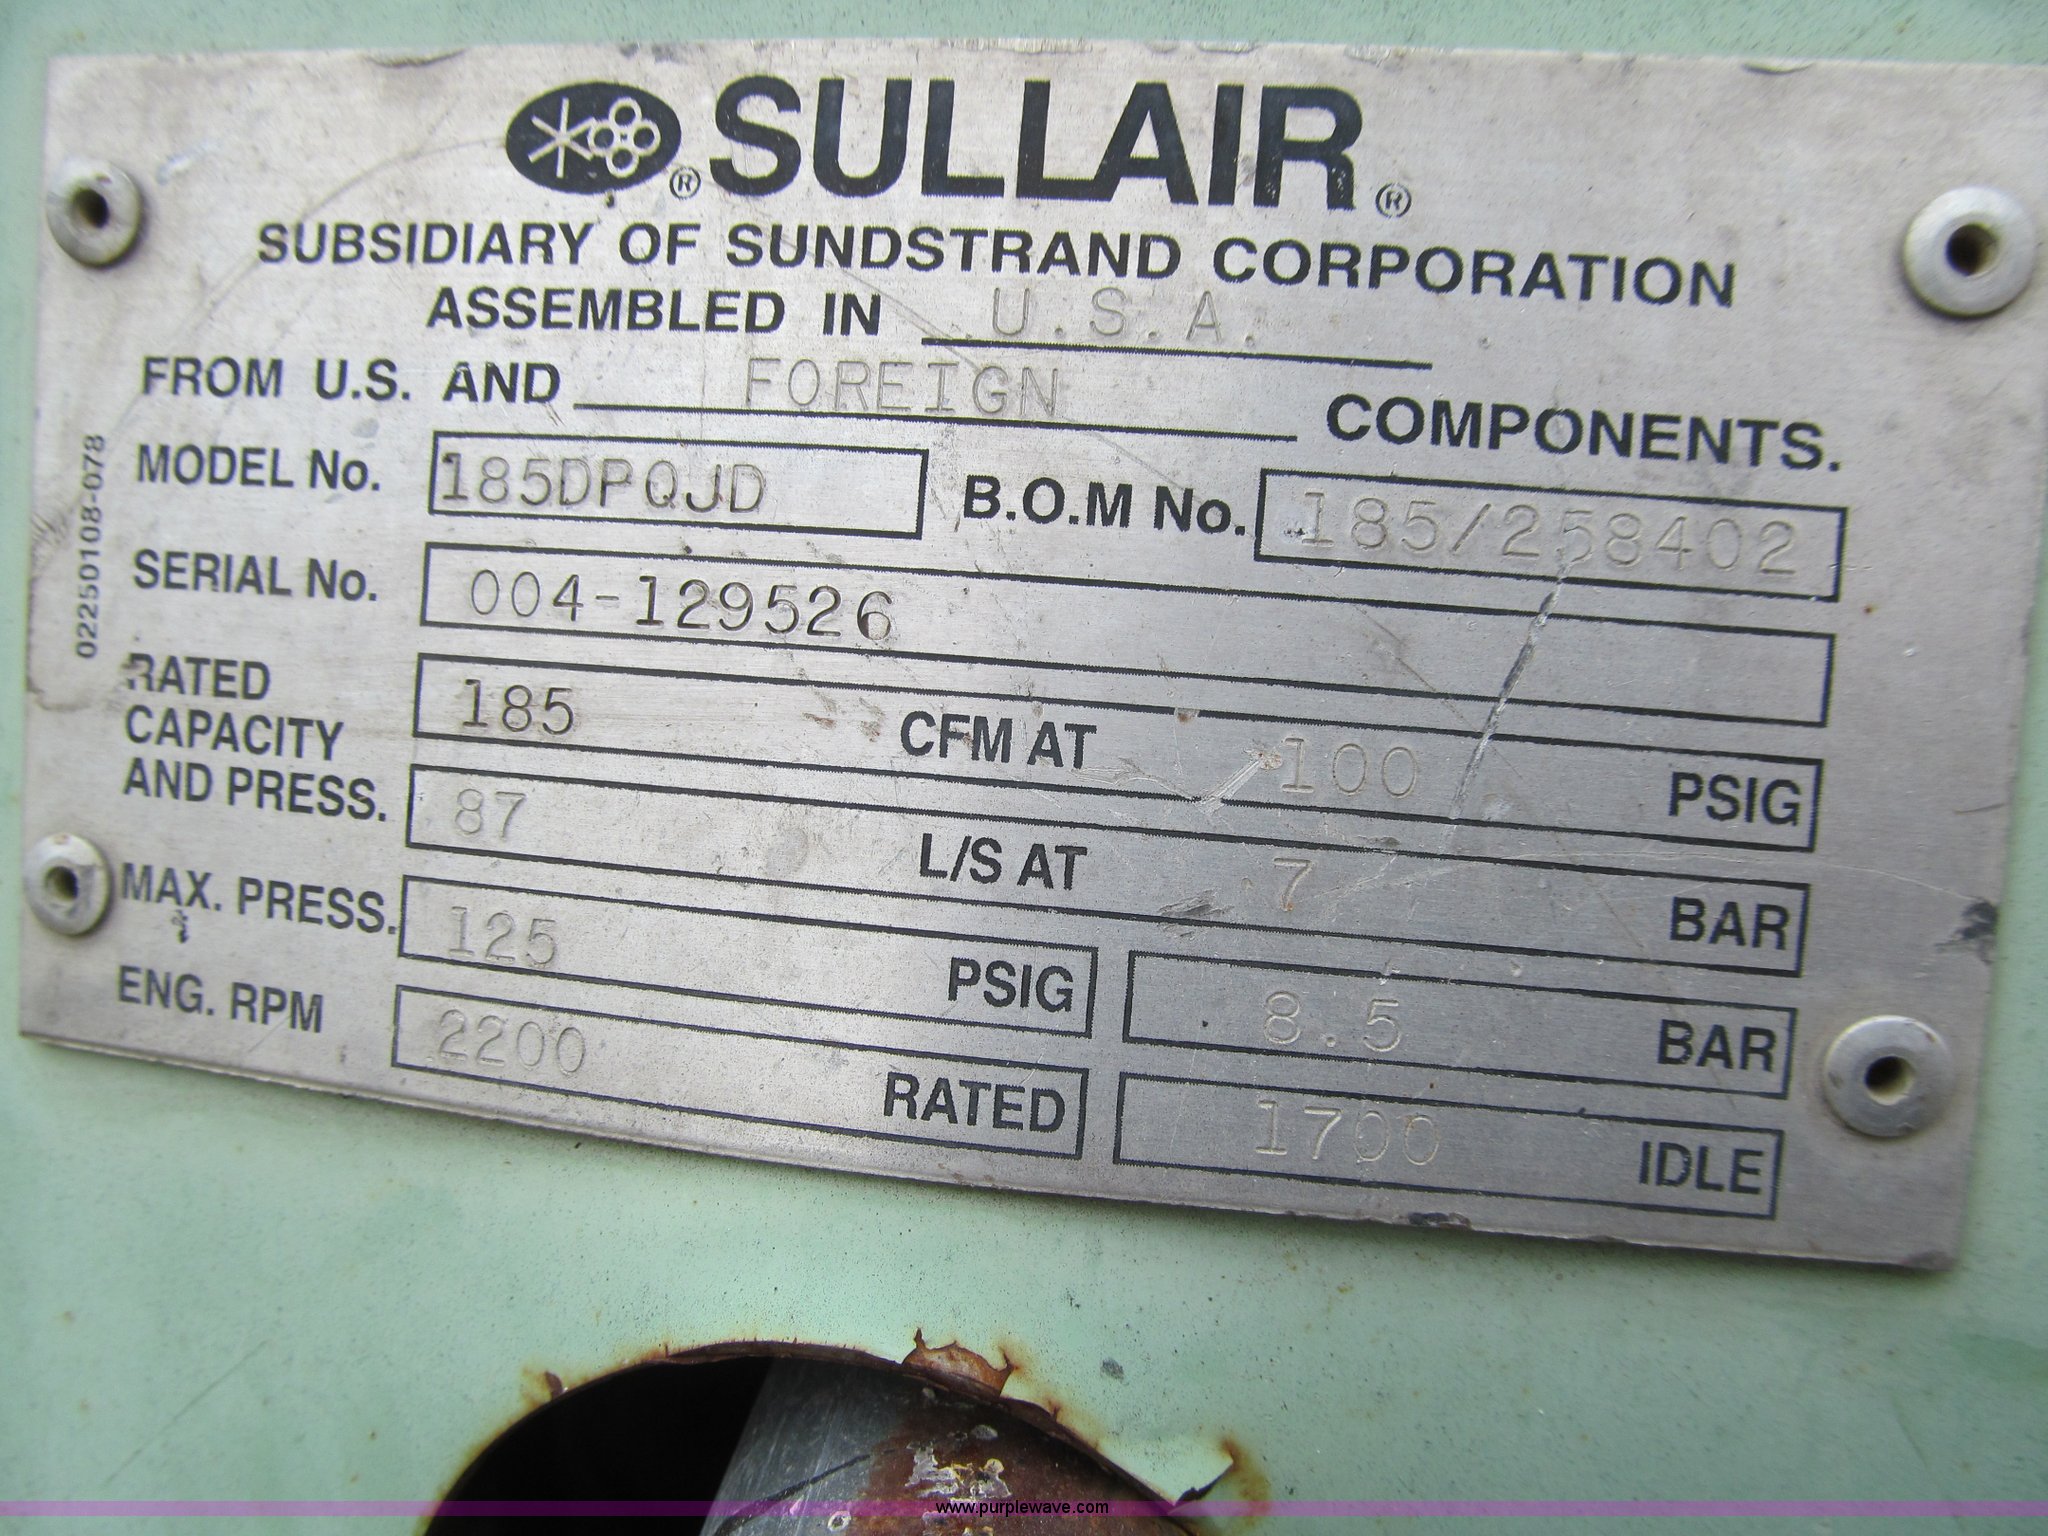 ® SULLAIR®
SUBSIDIARY OF SUNDSTRAND CORPORATION
ASSEMBLED IN U.S.A.
FROM U.S. AND FOREIGN COMPONENTS.
MODEL No. 185DPQJD B.O.M No. 185/258402
SERIAL No. 004-129526
RATED
CAPACITY
AND PRESS.
185 CFM AT 100 PSIG
87 L/S AT 7 BAR
MAX. PRESS. 125 PSIG 8.5 BAR
ENG. RPM 2200 RATED 1700 IDLE
02250108-078
www.purplewave.com